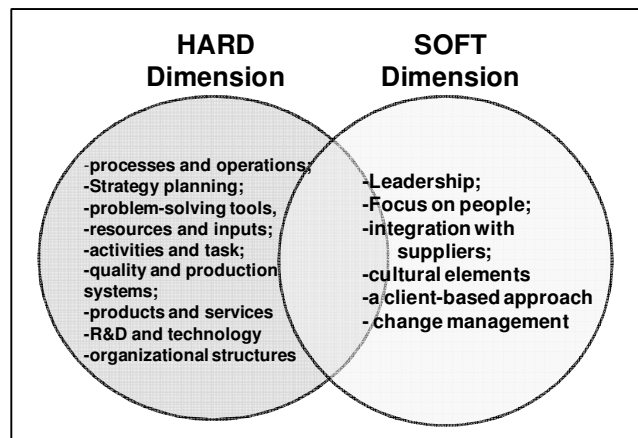 HARD
Dimension
SOFT
Dimension
-processes and operations;
-Strategy planning;
-problem-solving tools,
-resources and inputs;
-activities and task;
-quality and production
systems;
-products and services
-R&D and technology
-organizational structures
-Leadership;
-Focus on people;
-integration with
suppliers;
-cultural elements
-a client-based approach
- change management